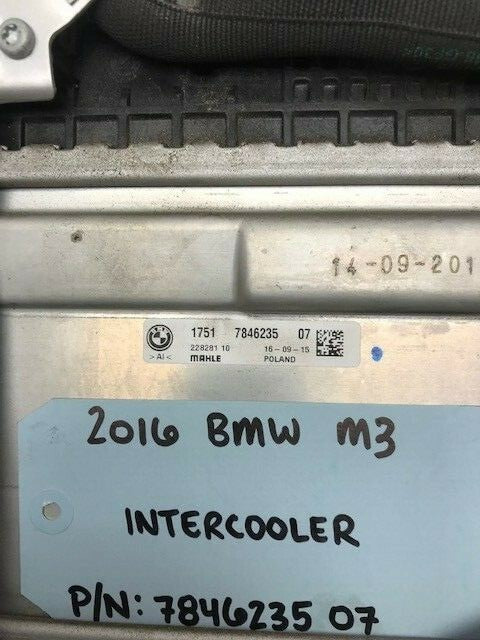 14-09-201
1751 7846235 07
228281 10 16-09-15
>Al< MAHLE POLAND
2016 BMW M3
INTERCOOLER
P/N: 7846235 07